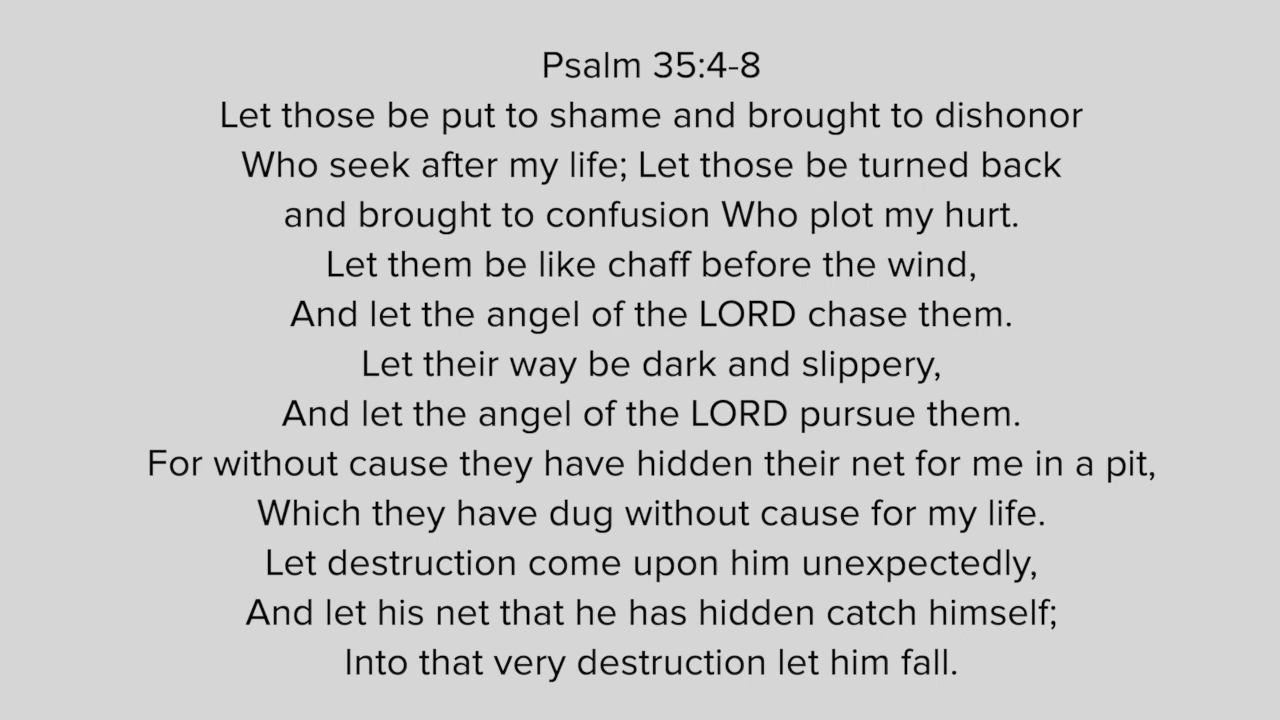 Psalm 35:4-8
Let those be put to shame and brought to dishonor
Who seek after my life; Let those be turned back
and brought to confusion Who plot my hurt.
Let them be like chaff before the wind,
And let the angel of the LORD chase them.
Let their way be dark and slippery,
And let the angel of the LORD pursue them.
For without cause they have hidden their net for me in a pit,
Which they have dug without cause for my life.
Let destruction come upon him unexpectedly,
And let his net that he has hidden catch himself;
Into that very destruction let him fall.